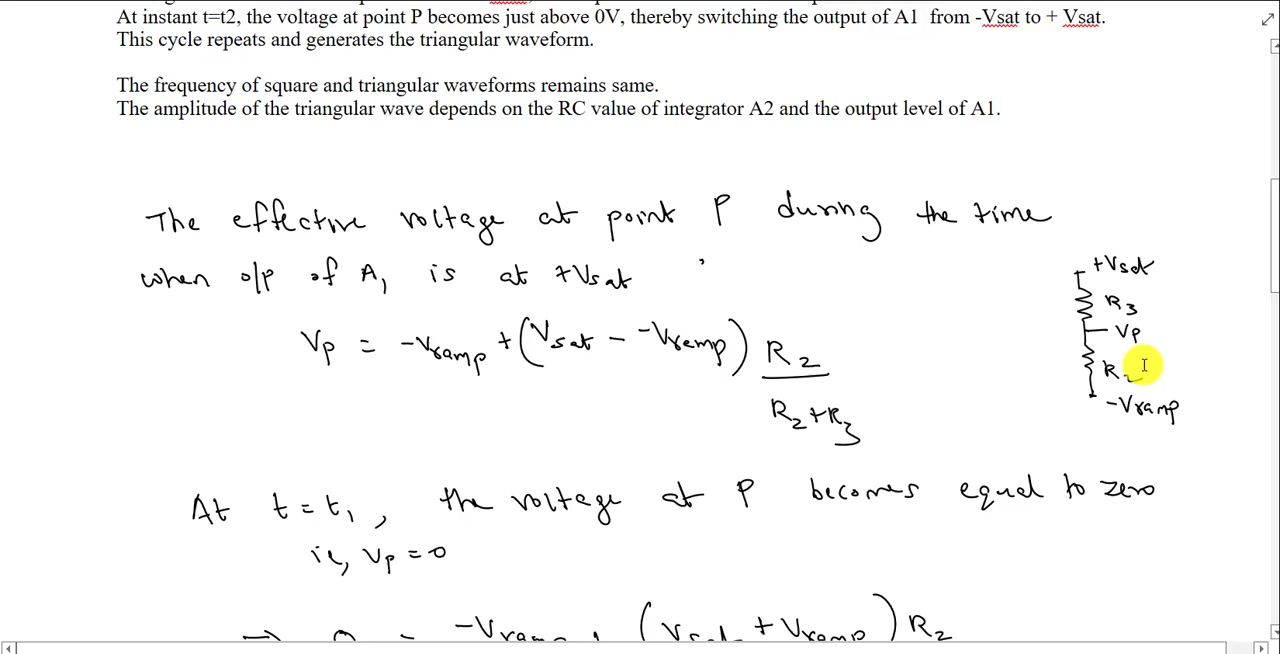 At instant t=t2, the voltage at point P becomes just above 0V, thereby switching the output of A1 from -Vsat to + Vsat.
This cycle repeats and generates the triangular waveform.
The frequency of square and triangular waveforms remains same.
The amplitude of the triangular wave depends on the RC value of integrator A2 and the output level of A1.
The effective voltage at point P during the time
when o/p of A1 is at +Vsat ,
Vp = -Vramp + (Vsat - -Vramp) R2
R2+R3
+Vsat
R3
Vp
R
-Vramp
At t=t1, the voltage at P becomes equal to zero
ie, Vp=0
(Vsat + Vramp) R2